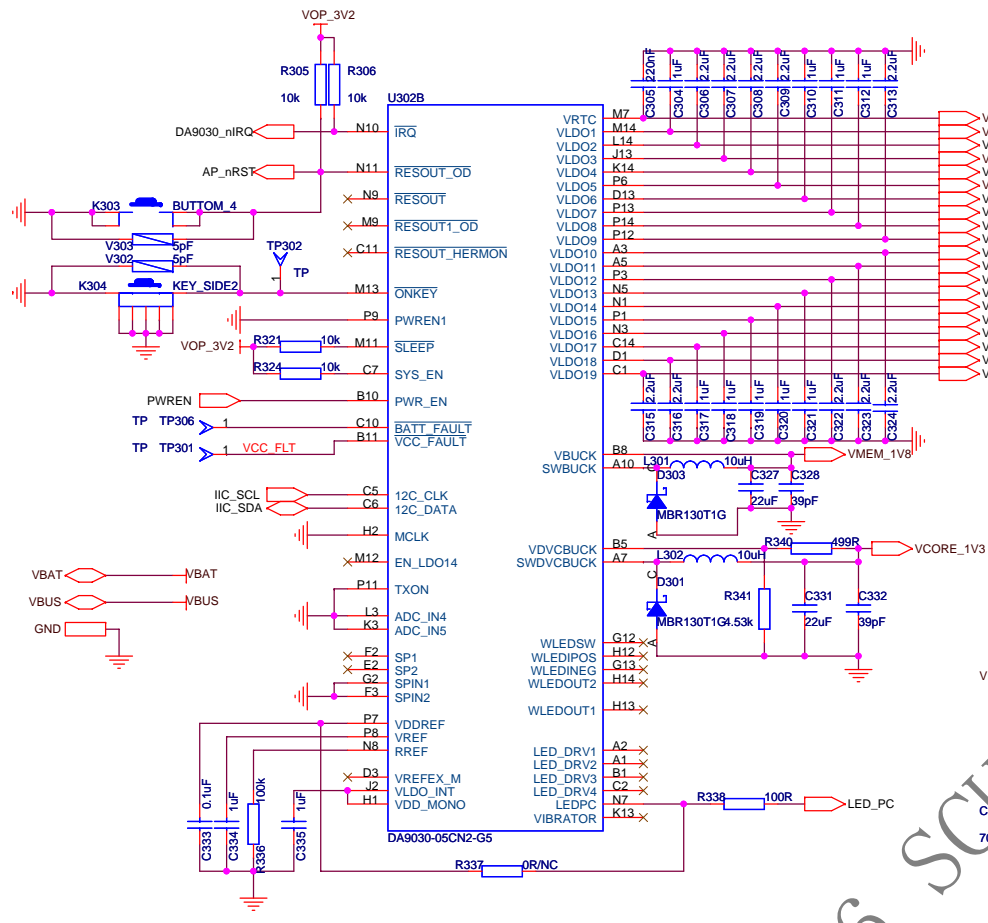 VOP_3V2
R305
R306
10k
10k
U302B
DA9030_nIRQ
N10
IRQ
AP_nRST
N11
RESOUT_OD
N9
RESOUT
M9
RESOUT1_OD
C11
RESOUT_HERMON
K303
BUTTOM_4
V303
5pF
V302
5pF
TP302
1
TP
K304
KEY_SIDE2
M13
ONKEY
P9
PWREN1
VOP_3V2
R321
10k
M11
SLEEP
R324
10k
C7
SYS_EN
PWREN
B10
PWR_EN
TP
TP306
1
C10
BATT_FAULT
TP
TP301
1
VCC_FLT
B11
VCC_FAULT
IIC_SCL
C5
12C_CLK
IIC_SDA
C6
12C_DATA
H2
MCLK
M12
EN_LDO14
VBAT
VBAT
VBUS
VBUS
GND
P11
TXON
L3
ADC_IN4
K3
ADC_IN5
F2
SP1
E2
SP2
G2
SPIN1
F3
SPIN2
P7
VDDREF
P8
VREF
N8
RREF
D3
VREFEX_M
J2
VLDO_INT
H1
VDD_MONO
0.1uF
C333
1uF
C334
100k
R336
1uF
C335
DA9030-05CN2-G5
R337
0R/NC
220nF
C305
1uF
C304
2.2uF
C306
2.2uF
C307
2.2uF
C308
2.2uF
C309
1uF
C310
1uF
C311
1uF
C312
2.2uF
C313
VRTC
M7
V
VLDO1
M14
V
VLDO2
L14
V
VLDO3
J13
V
VLDO4
K14
V
VLDO5
P6
V
VLDO6
D13
V
VLDO7
P13
V
VLDO8
P14
V
VLDO9
P12
V
VLDO10
A3
V
VLDO11
A5
V
VLDO12
P3
V
VLDO13
N5
V
VLDO14
N1
V
VLDO15
P1
V
VLDO16
N3
V
VLDO17
C14
V
VLDO18
D1
V
VLDO19
C1
V
2.2uF
C315
2.2uF
C316
1uF
C317
1uF
C318
1uF
C319
1uF
C320
1uF
C321
2.2uF
C322
2.2uF
C323
2.2uF
C324
VBUCK
B8
VMEM_1V8
SWBUCK
A10
L301
10uH
C
D303
MBR130T1G
A
C327
22uF
C328
39pF
VDVCBUCK
B5
R340
499R
VCORE_1V3
SWDVCBUCK
A7
L302
10uH
C
D301
MBR130T1G
A
R341
4.53k
C331
22uF
C332
39pF
WLEDSW
G12
WLEDIPOS
H12
WLEDINEG
G13
WLEDOUT2
H14
WLEDOUT1
H13
V
LED_DRV1
A2
LED_DRV2
A1
LED_DRV3
B1
LED_DRV4
C2
LEDPC
N7
R338
100R
LED_PC
VIBRATOR
K13
C